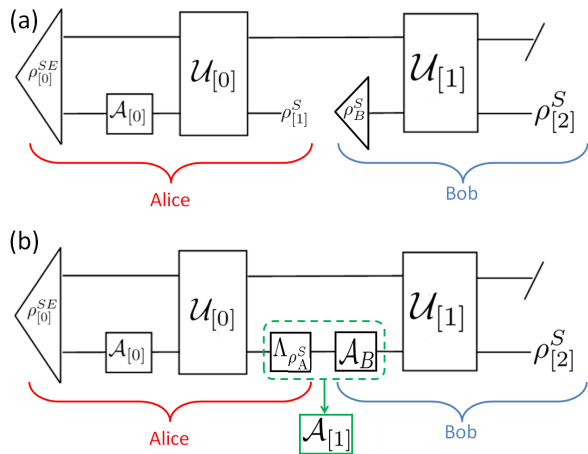 (a)
ρ^{SE}_{[0]} 𝒜_{[0]} 𝒰_{[0]} ρ^{S}_{[1]} ρ^{S}_{B} 𝒰_{[1]} ρ^{S}_{[2]}
Alice Bob
(b)
ρ^{SE}_{[0]} 𝒜_{[0]} 𝒰_{[0]} Λ_{ρ^{S}_{A}} 𝒜_{B} 𝒰_{[1]} ρ^{S}_{[2]}
Alice 𝒜_{[1]} Bob